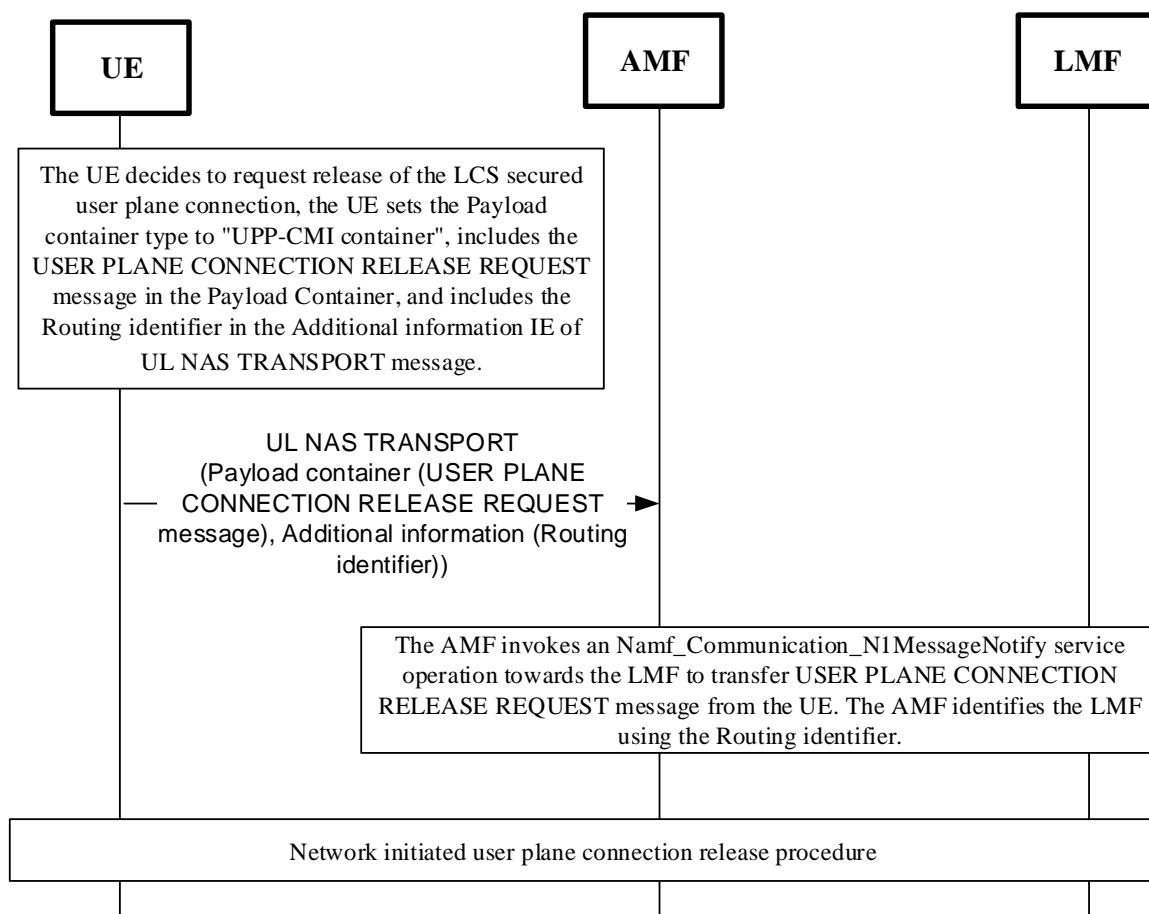 UE
AMF
LMF
The UE decides to request release of the LCS secured
user plane connection, the UE sets the Payload
container type to "UPP-CMI container", includes the
USER PLANE CONNECTION RELEASE REQUEST
message in the Payload Container, and includes the
Routing identifier in the Additional information IE of
UL NAS TRANSPORT message.
UL NAS TRANSPORT
(Payload container (USER PLANE
CONNECTION RELEASE REQUEST
message), Additional information (Routing
identifier))
The AMF invokes an Namf_Communication_N1MessageNotify service
operation towards the LMF to transfer USER PLANE CONNECTION
RELEASE REQUEST message from the UE. The AMF identifies the LMF
using the Routing identifier.
Network initiated user plane connection release procedure